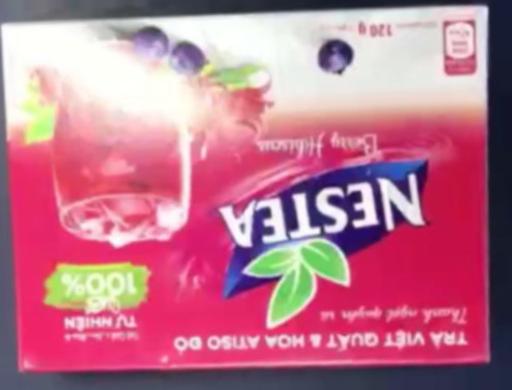 TRÀ VIỆT QUẤT & HOA ATISO ĐỎ
Thanh ngọt quyến rũ
NESTEA
Berry Hibiscus
TỰ NHIÊN
100%
120 g